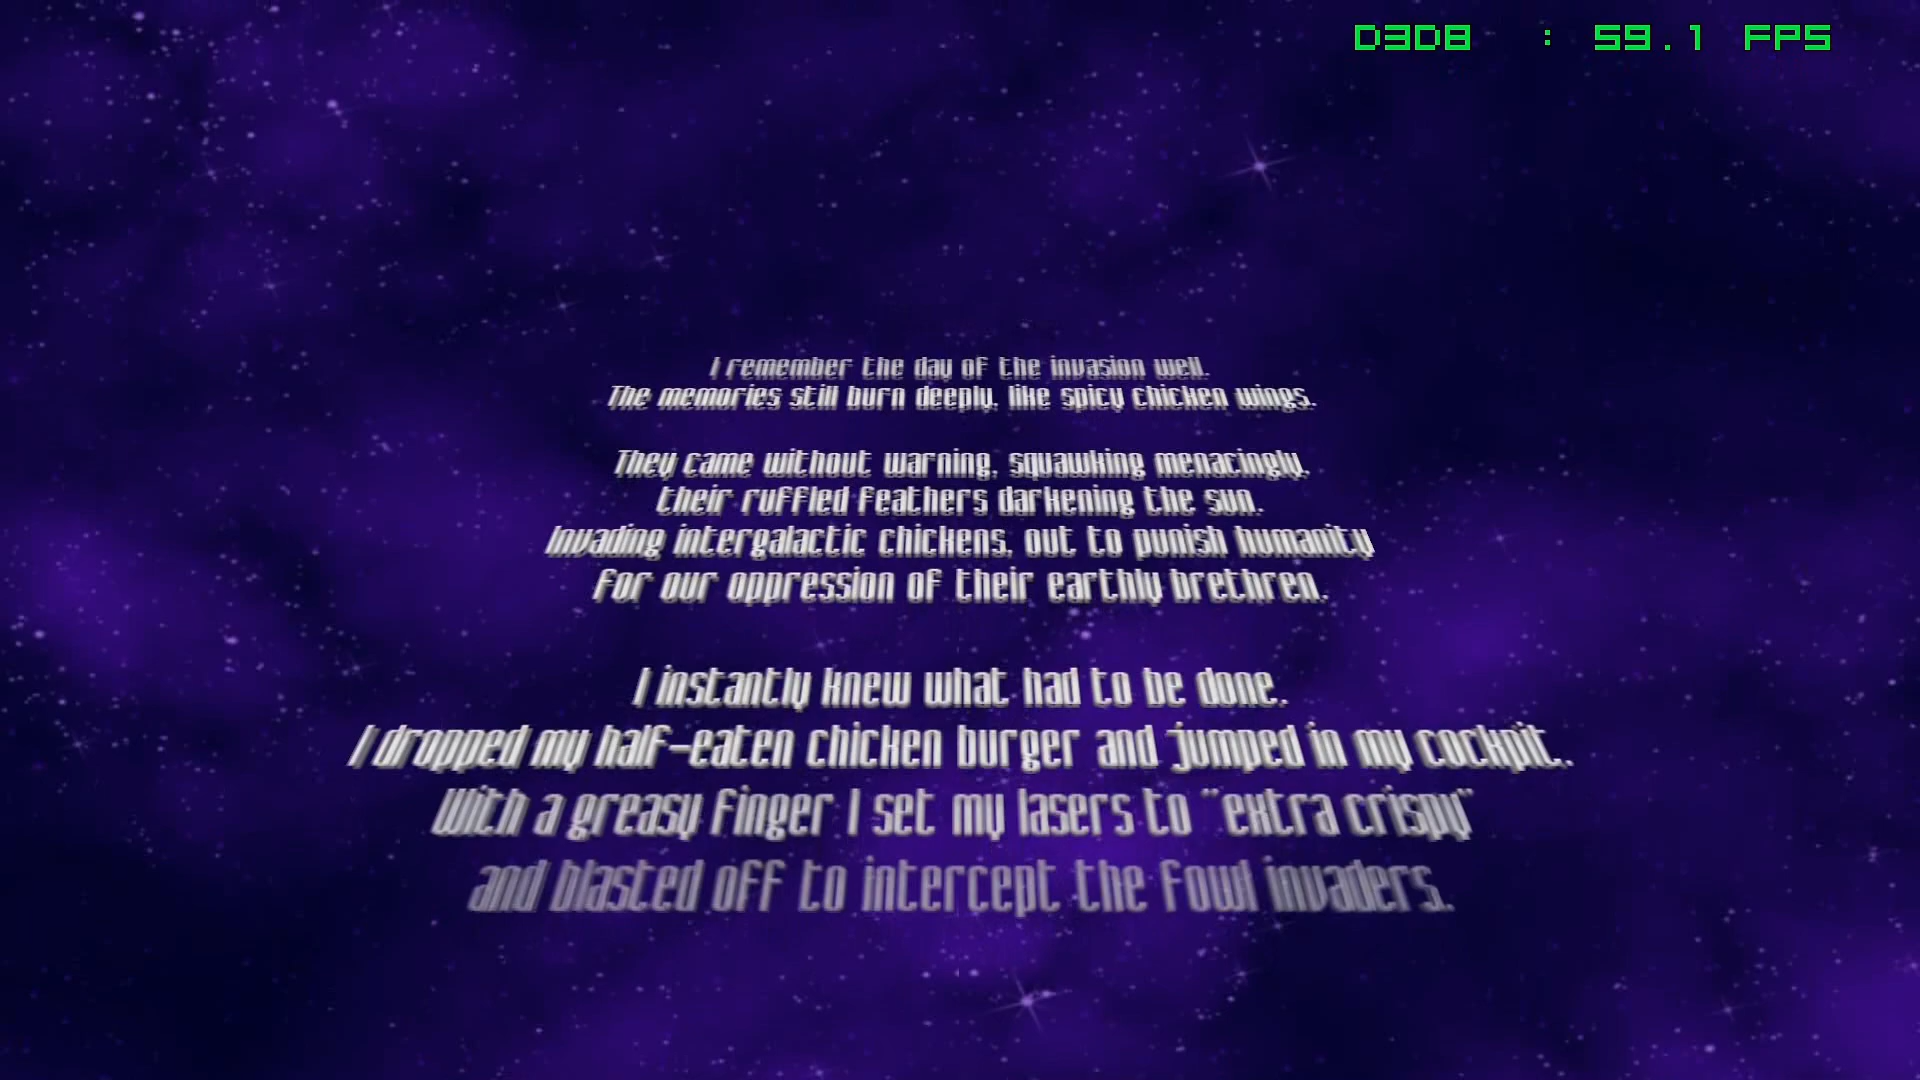 D3D8 : 59.1 FPS
I remember the day of the invasion well.
The memories still burn deeply, like spicy chicken wings.
They came without warning, squawking menacingly,
their ruffled feathers darkening the sun.
Invading intergalactic chickens, out to punish humanity
for our oppression of their earthly brethren.
I instantly knew what had to be done.
I dropped my half-eaten chicken burger and jumped in my cockpit..
With a greasy finger I set my lasers to "extra crispy"
and blasted off to intercept the fowl invaders.